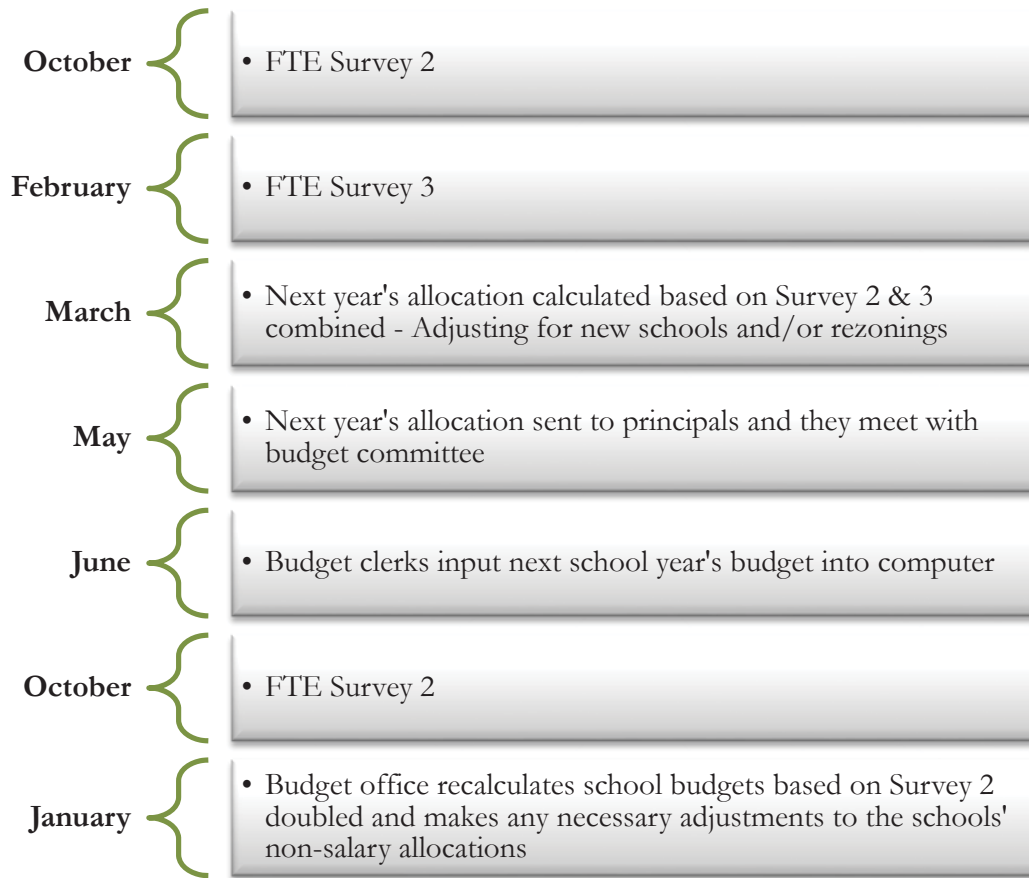 October
• FTE Survey 2
February
• FTE Survey 3
March
• Next year's allocation calculated based on Survey 2 & 3
combined - Adjusting for new schools and/or rezonings
May
• Next year's allocation sent to principals and they meet with
budget committee
June
• Budget clerks input next school year's budget into computer
October
• FTE Survey 2
January
• Budget office recalculates school budgets based on Survey 2
doubled and makes any necessary adjustments to the schools'
non-salary allocations